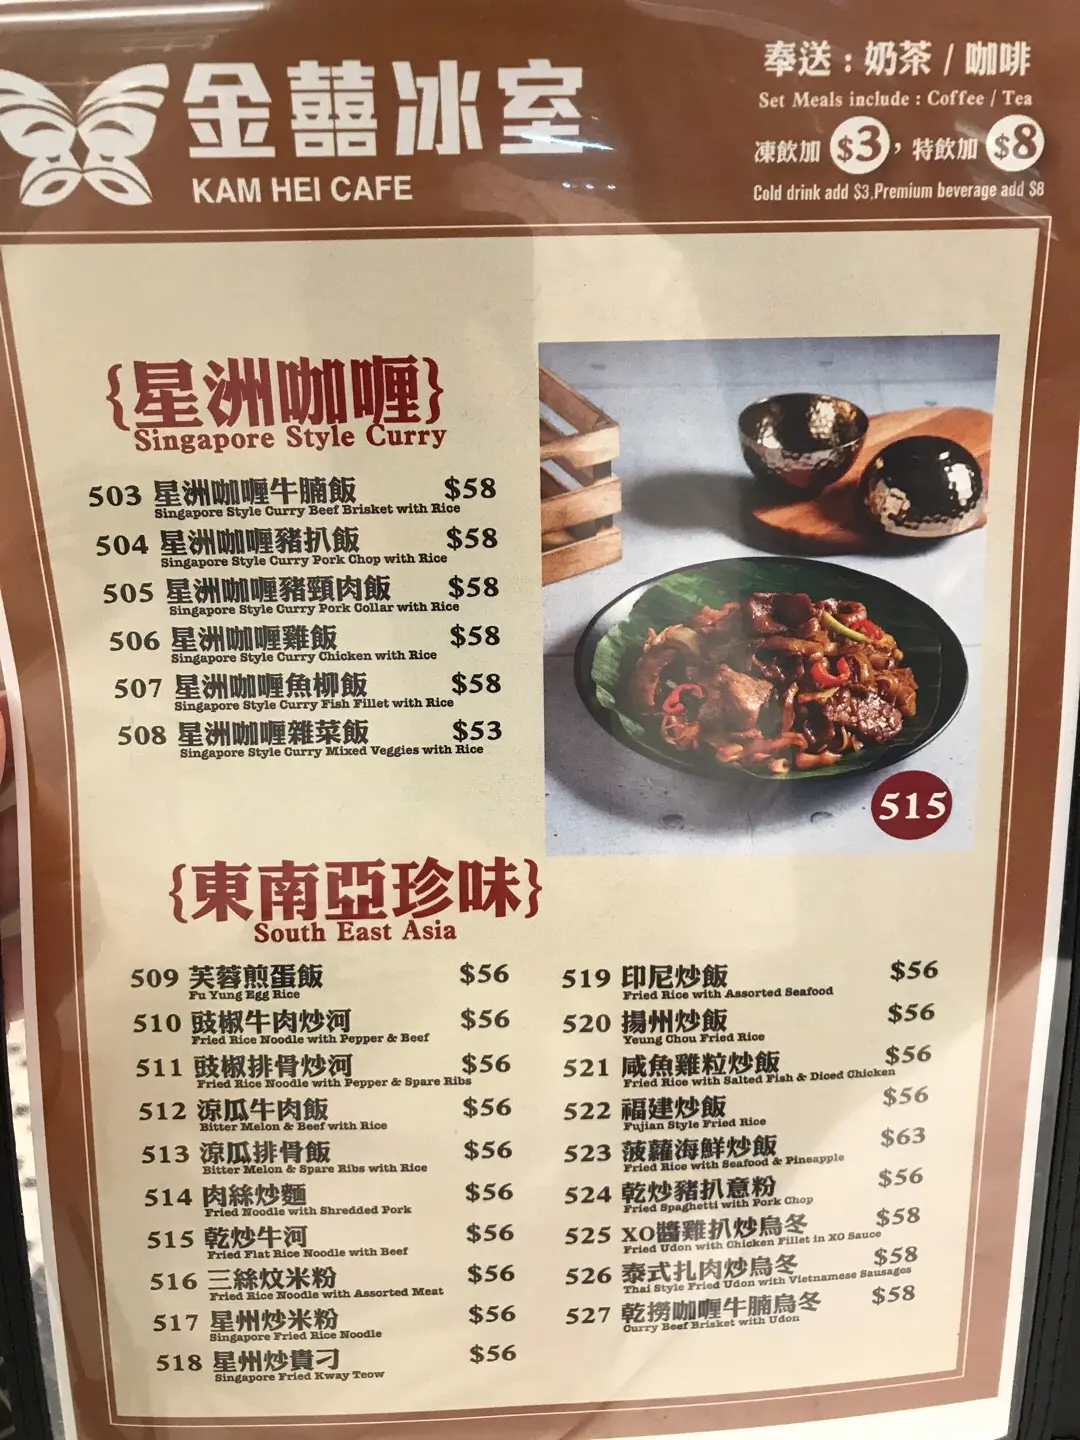 金囍冰室
KAM HEI CAFE
奉送：奶茶 / 咖啡
Set Meals include : Coffee / Tea
凍飲加 $3，特飲加 $8
Cold drink add $3,Premium beverage add $8
{星洲咖喱}
Singapore Style Curry
503 星洲咖喱牛腩飯 $58
Singapore Style Curry Beef Brisket with Rice
504 星洲咖喱豬扒飯 $58
Singapore Style Curry Pork Chop with Rice
505 星洲咖喱豬頸肉飯 $58
Singapore Style Curry Pork Collar with Rice
506 星洲咖喱雞飯 $58
Singapore Style Curry Chicken with Rice
507 星洲咖喱魚柳飯 $58
Singapore Style Curry Fish Fillet with Rice
508 星洲咖喱雜菜飯 $53
Singapore Style Curry Mixed Veggies with Rice
515
{東南亞珍味}
South East Asia
509 芙蓉煎蛋飯 $56
Fu Yung Egg Rice
510 豉椒牛肉炒河 $56
Fried Rice Noodle with Pepper & Beef
511 豉椒排骨炒河 $56
Fried Rice Noodle with Pepper & Spare Ribs
512 涼瓜牛肉飯 $56
Bitter Melon & Beef with Rice
513 涼瓜排骨飯 $56
Bitter Melon & Spare Ribs with Rice
514 肉絲炒麵 $56
Fried Noodle with Shredded Pork
515 乾炒牛河 $56
Fried Flat Rice Noodle with Beef
516 三絲炆米粉 $56
Fried Rice Noodle with Assorted Meat
517 星州炒米粉 $56
Singapore Fried Rice Noodle
518 星州炒貴刁 $56
Singapore Fried Kway Teow
519 印尼炒飯 $56
Fried Rice with Assorted Seafood
520 揚州炒飯 $56
Yeung Chou Fried Rice
521 咸魚雞粒炒飯 $56
Fried Rice with Salted Fish & Diced Chicken
522 福建炒飯 $56
Fujian Style Fried Rice
523 菠蘿海鮮炒飯 $63
Fried Rice with Seafood & Pineapple
524 乾炒豬扒意粉 $56
Fried Spaghetti with Pork Chop
525 XO醬雞扒炒烏冬 $58
Fried Udon with Chicken Fillet in XO Sauce
526 泰式扎肉炒烏冬 $58
Thai Style Fried Udon with Vietnamese Sausages
527 乾撈咖喱牛腩烏冬 $58
Curry Beef Brisket with Udon